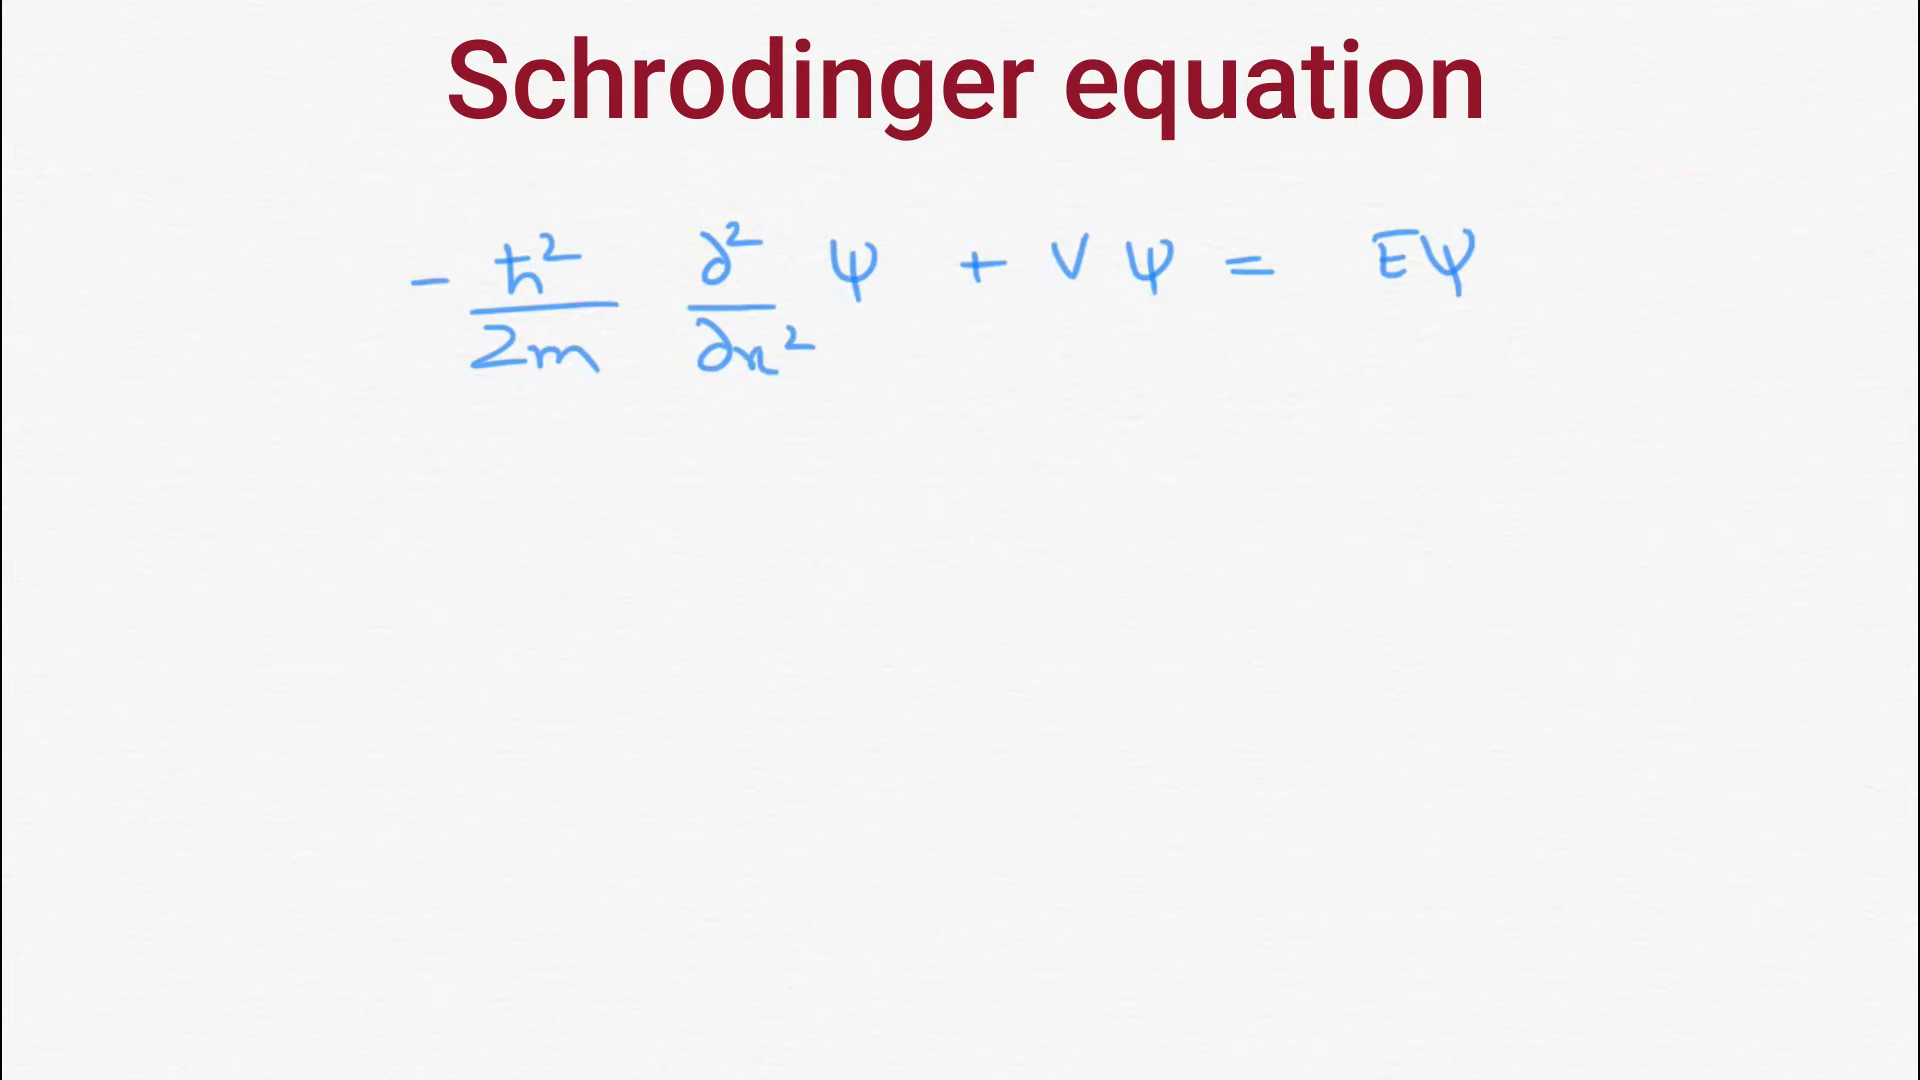 Schrodinger equation
- ħ²/2m ∂²/∂x² ψ + V ψ = Eψ